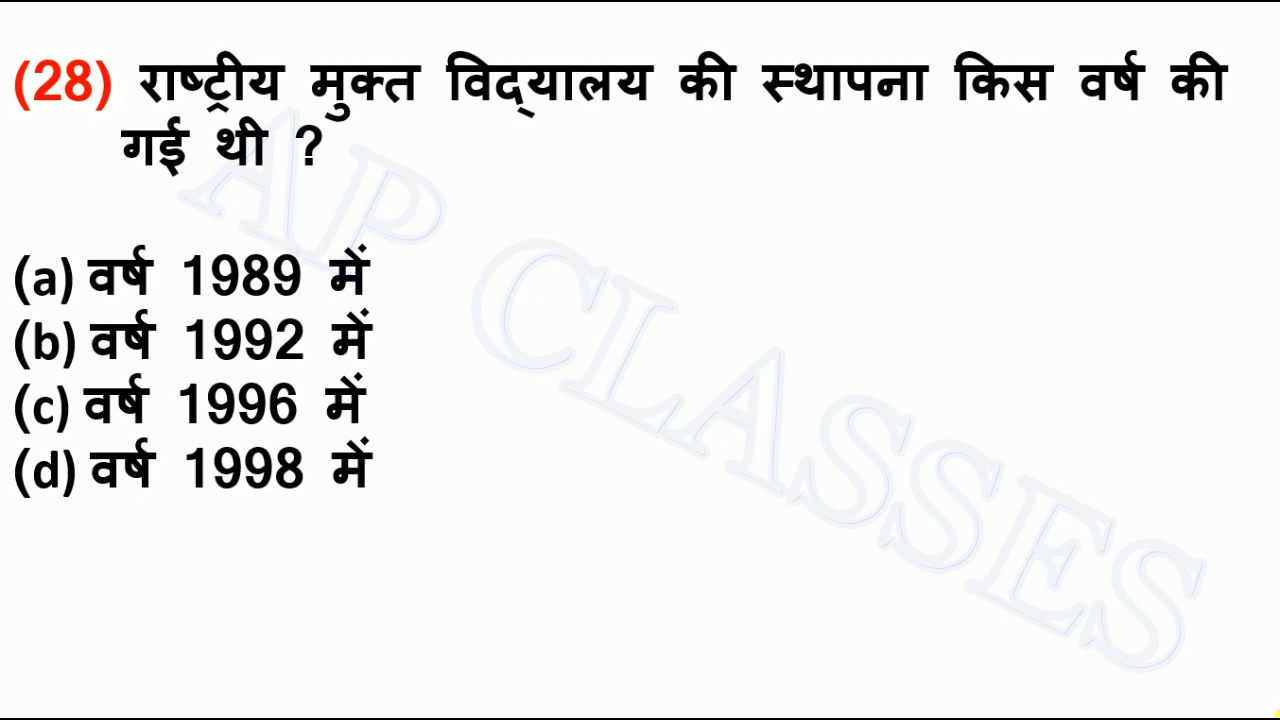 (28) राष्ट्रीय मुक्त विद्यालय की स्थापना किस वर्ष की
गई थी ?
(a) वर्ष 1989 में
(b) वर्ष 1992 में
(c) वर्ष 1996 में
(d) वर्ष 1998 में
AP CLASSES